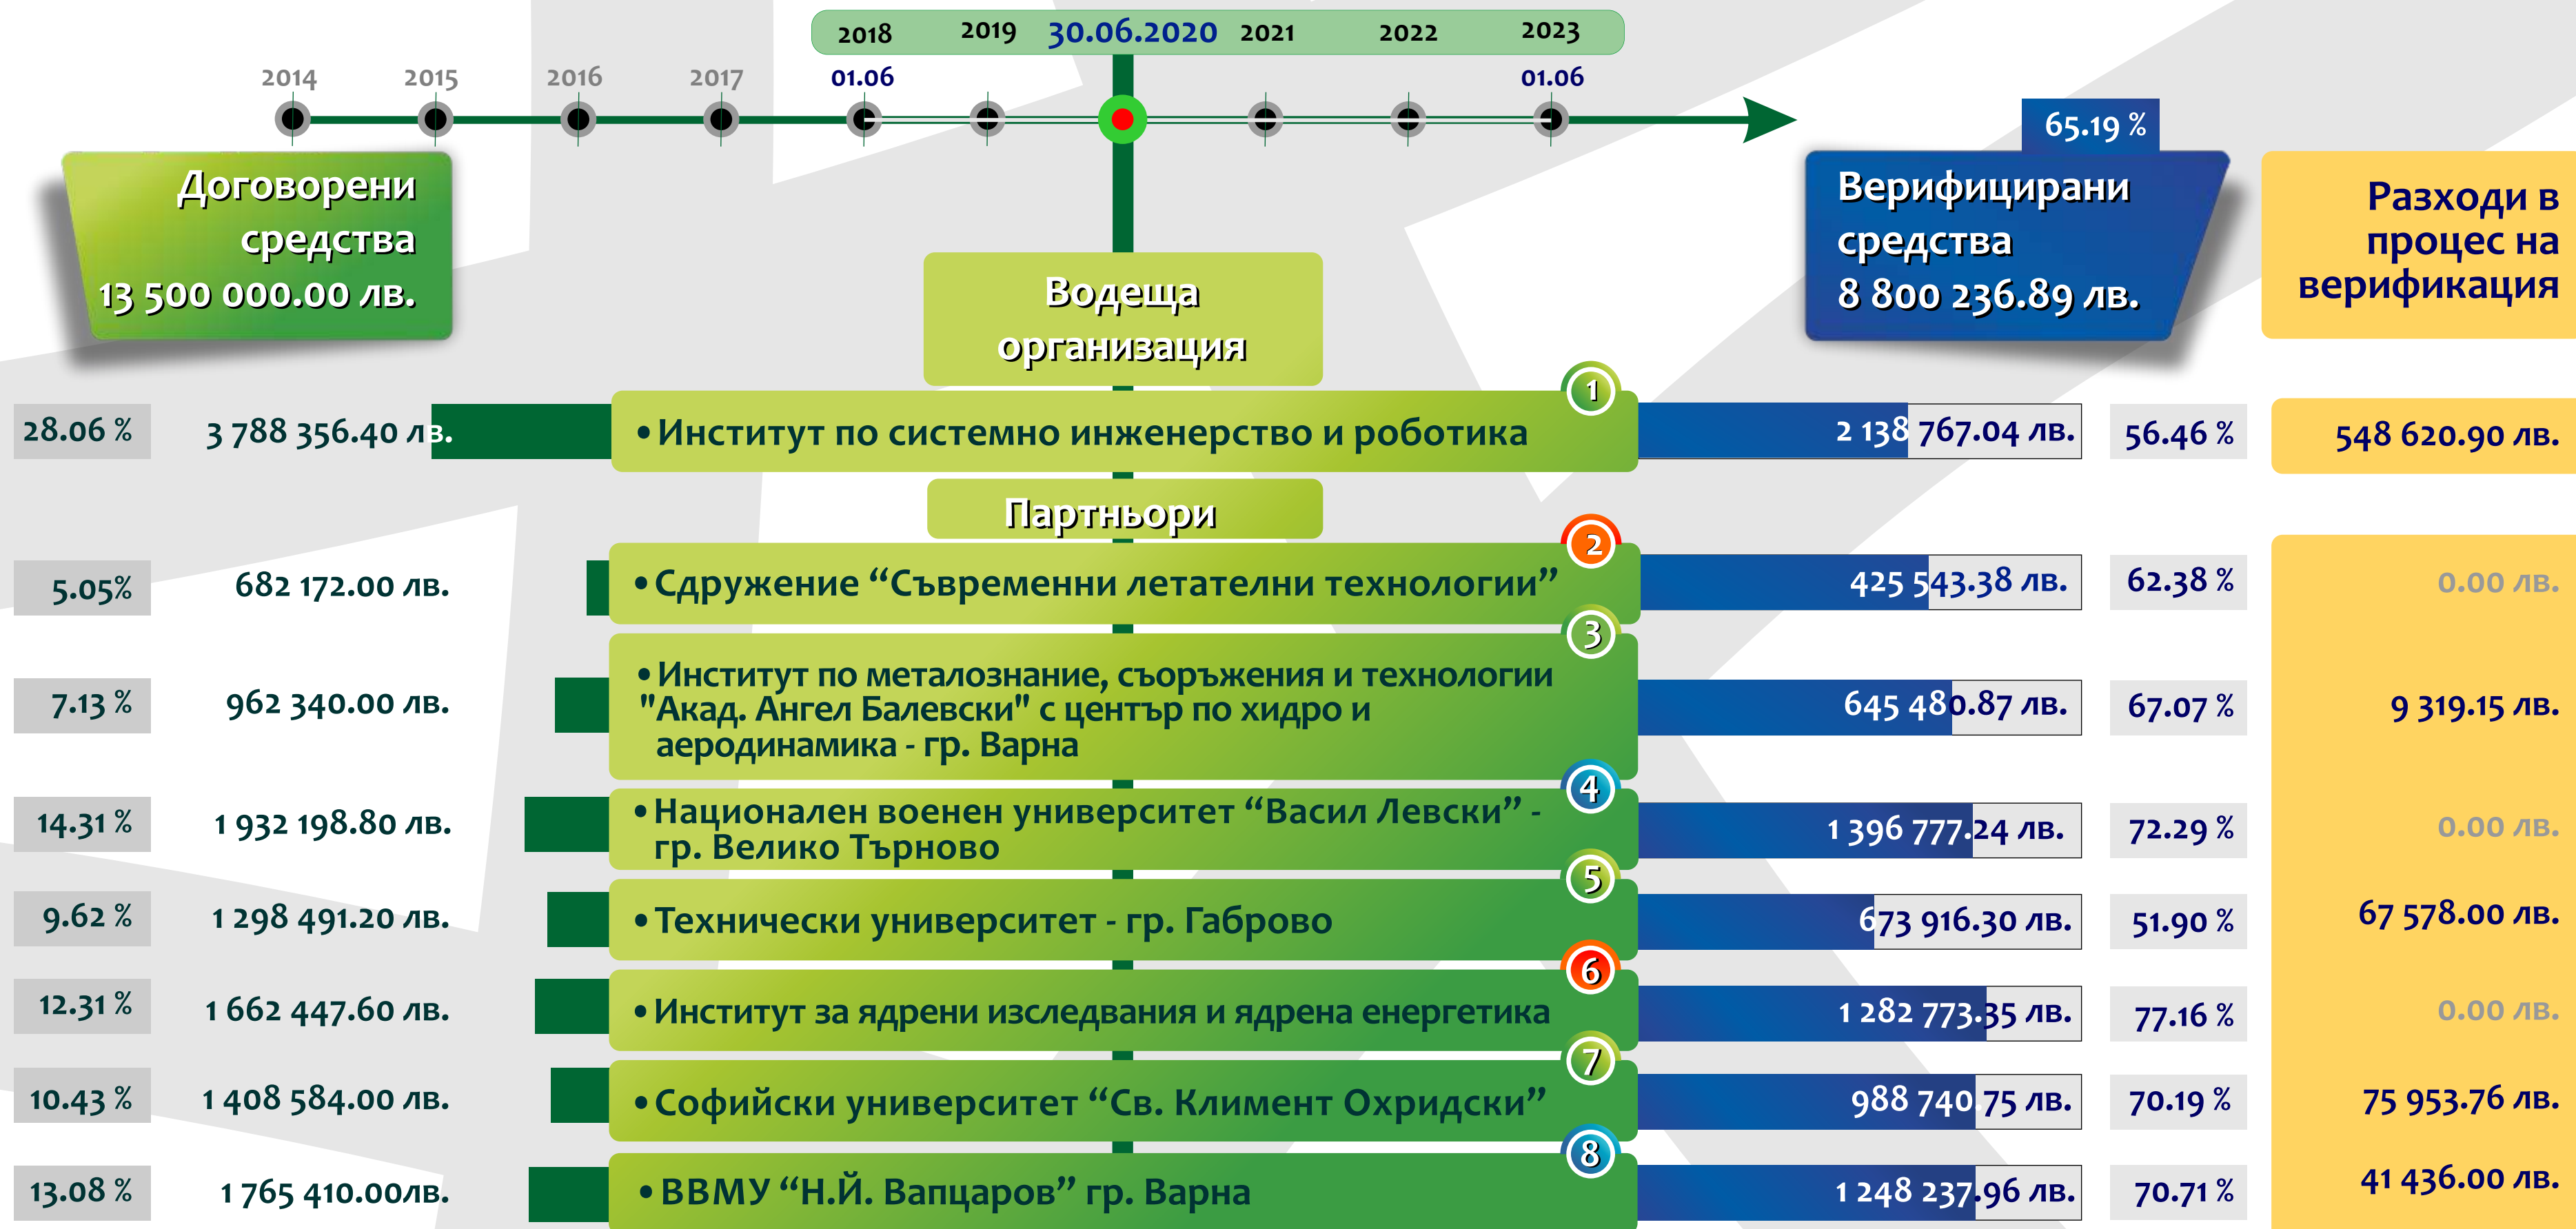 2018 2019 30.06.2020 2021 2022 2023
2014 2015 2016 2017 01.06 01.06
65.19 %
Договорени
средства
13 500 000.00 лв.
Верифицирани
средства
8 800 236.89 лв.
Разходи в
процес на
верификация
Водеща
организация
1
28.06 % 3 788 356.40 лв. •Институт по системно инженерство и роботика 2 138 767.04 лв. 56.46 % 548 620.90 лв.
Партньори
2
5.05% 682 172.00 лв. •Сдружение “Съвременни летателни технологии” 425 543.38 лв. 62.38 % 0.00 лв.
3
•Институт по металознание, съоръжения и технологии
7.13 % 962 340.00 лв. "Акад. Ангел Балевски" с център по хидро и 645 480.87 лв. 67.07 % 9 319.15 лв.
аеродинамика - гр. Варна
4
•Национален военен университет “Васил Левски” -
14.31 % 1 932 198.80 лв. гр. Велико Търново 1 396 777.24 лв. 72.29 % 0.00 лв.
5
9.62 % 1 298 491.20 лв. •Технически университет - гр. Габрово 673 916.30 лв. 51.90 % 67 578.00 лв.
6
12.31 % 1 662 447.60 лв. •Институт за ядрени изследвания и ядрена енергетика 1 282 773.35 лв. 77.16 % 0.00 лв.
7
10.43 % 1 408 584.00 лв. •Софийски университет “Св. Климент Охридски” 988 740.75 лв. 70.19 % 75 953.76 лв.
8
13.08 % 1 765 410.00лв. •ВВМУ “Н.Й. Вапцаров” гр. Варна 1 248 237.96 лв. 70.71 % 41 436.00 лв.